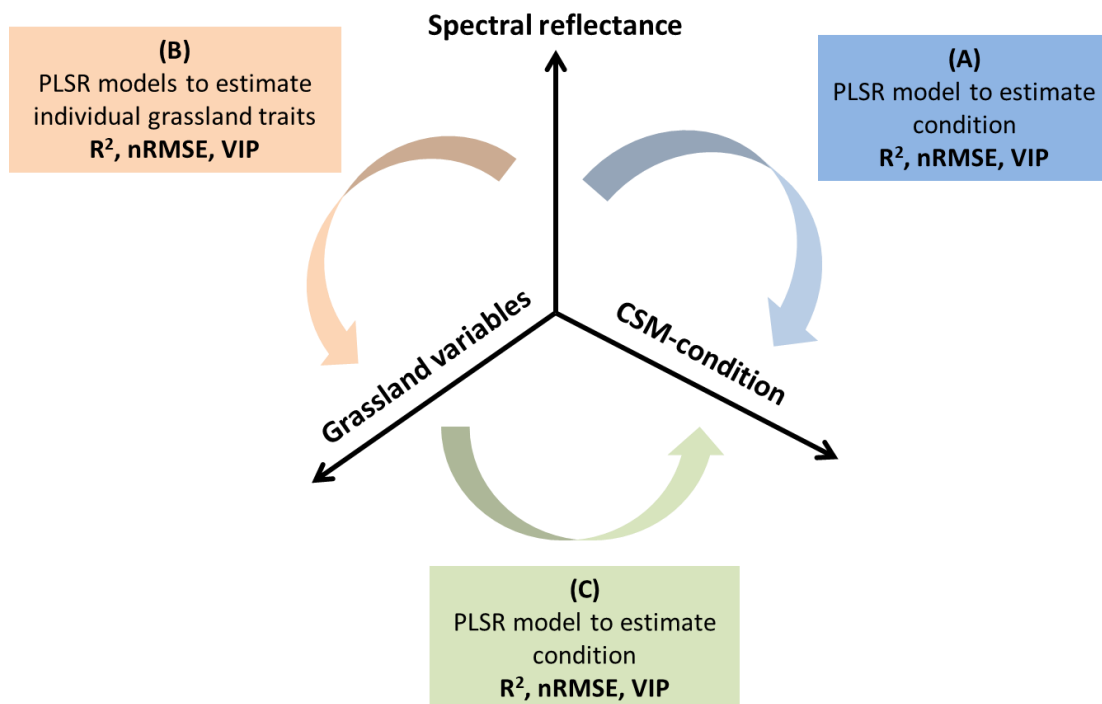 Spectral reflectance
(B)
PLSR models to estimate
individual grassland traits
R², nRMSE, VIP
(A)
PLSR model to estimate
condition
R², nRMSE, VIP
Grassland variables
CSM-condition
(C)
PLSR model to estimate
condition
R², nRMSE, VIP